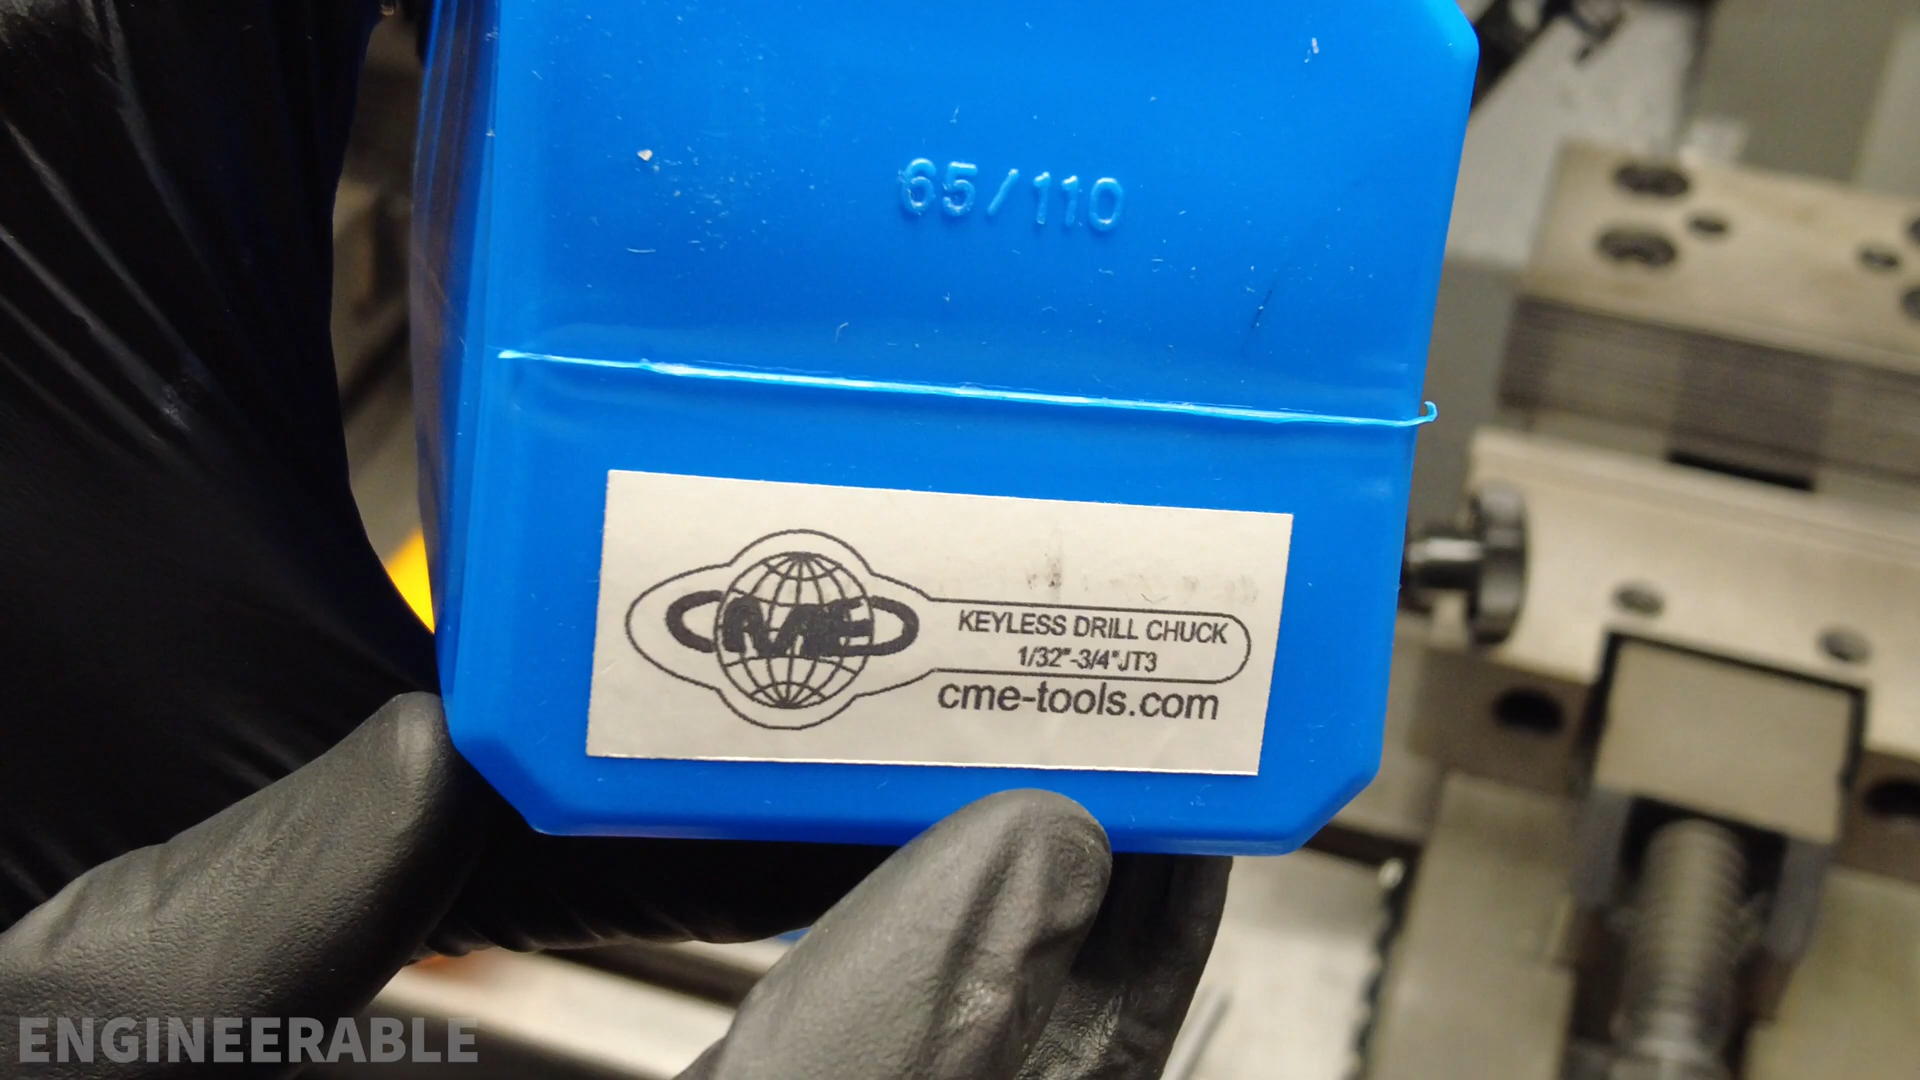 65/110
CME
KEYLESS DRILL CHUCK
1/32"-3/4"JT3
cme-tools.com
ENGINEERABLE